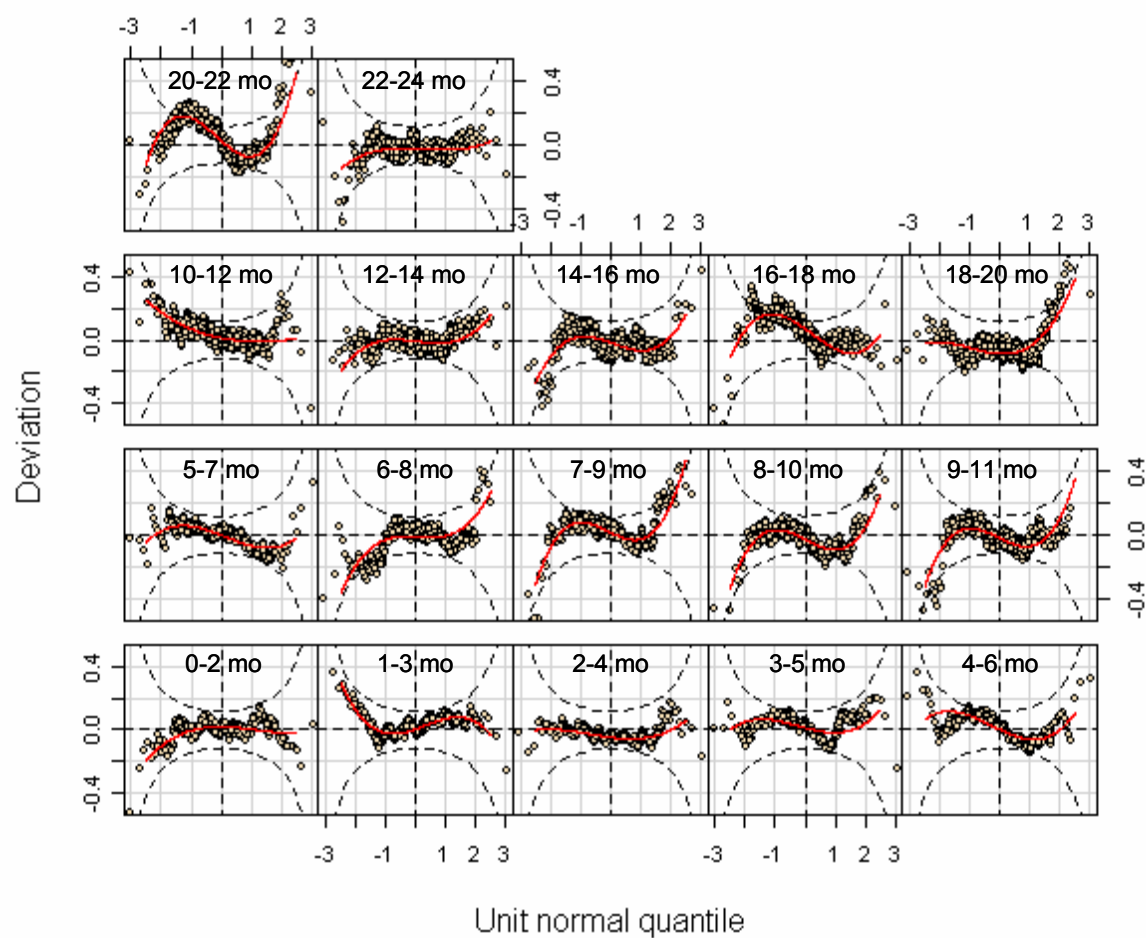 -3 -1 1 2 3
20-22 mo 22-24 mo
0.4
0.0
-0.4
-3 -1 1 2 3 -3 -1 1 2 3
10-12 mo 12-14 mo 14-16 mo 16-18 mo 18-20 mo
0.4
0.0
-0.4
Deviation
5-7 mo 6-8 mo 7-9 mo 8-10 mo 9-11 mo
0.4
0.0
-0.4
0-2 mo 1-3 mo 2-4 mo 3-5 mo 4-6 mo
0.4
0.0
-0.4
-3 -1 1 2 3 -3 -1 1 2 3
Unit normal quantile